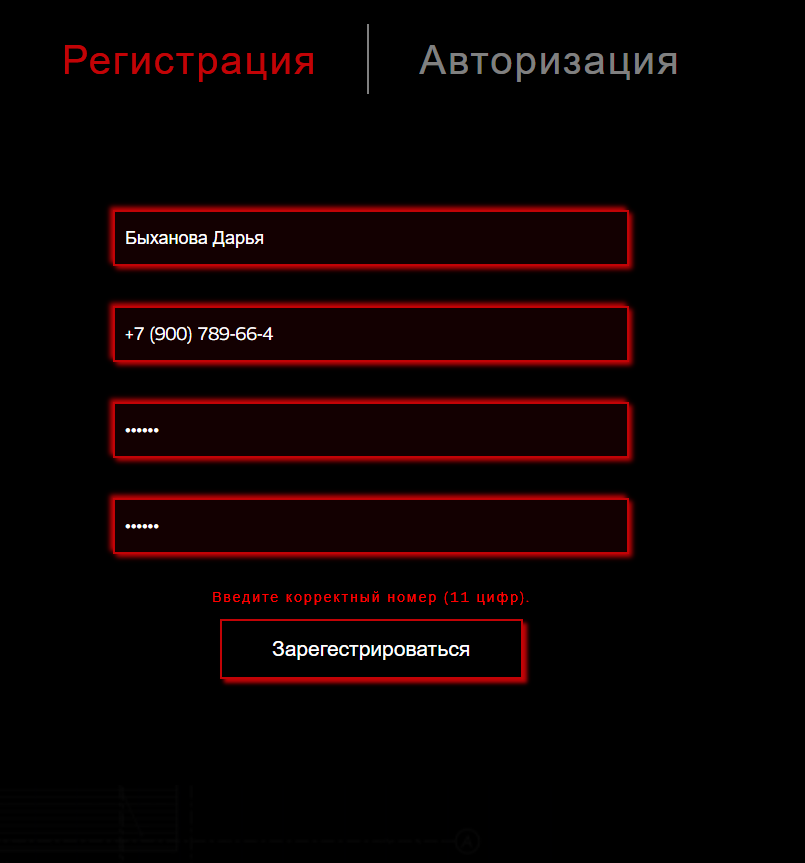 Регистрация
Авторизация
Быханова Дарья
+7 (900) 789-66-4
••••••
••••••
Введите корректный номер (11 цифр).
Зарегестрироваться